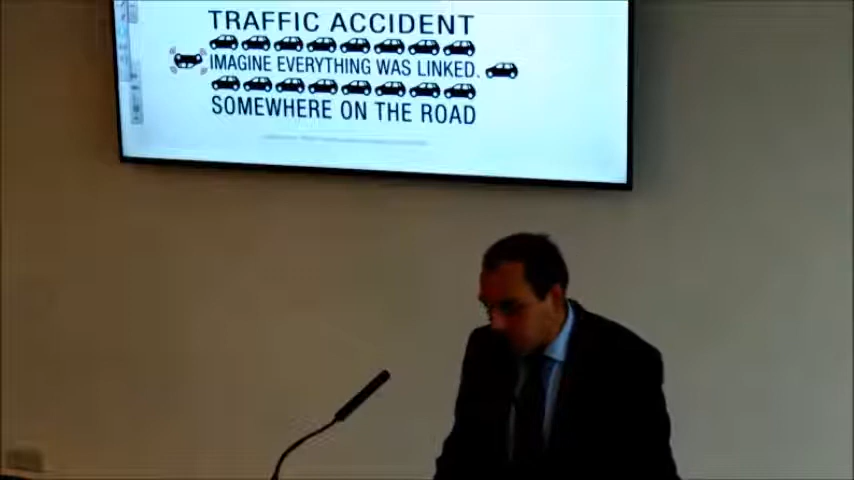 TRAFFIC ACCIDENT
IMAGINE EVERYTHING WAS LINKED.
SOMEWHERE ON THE ROAD